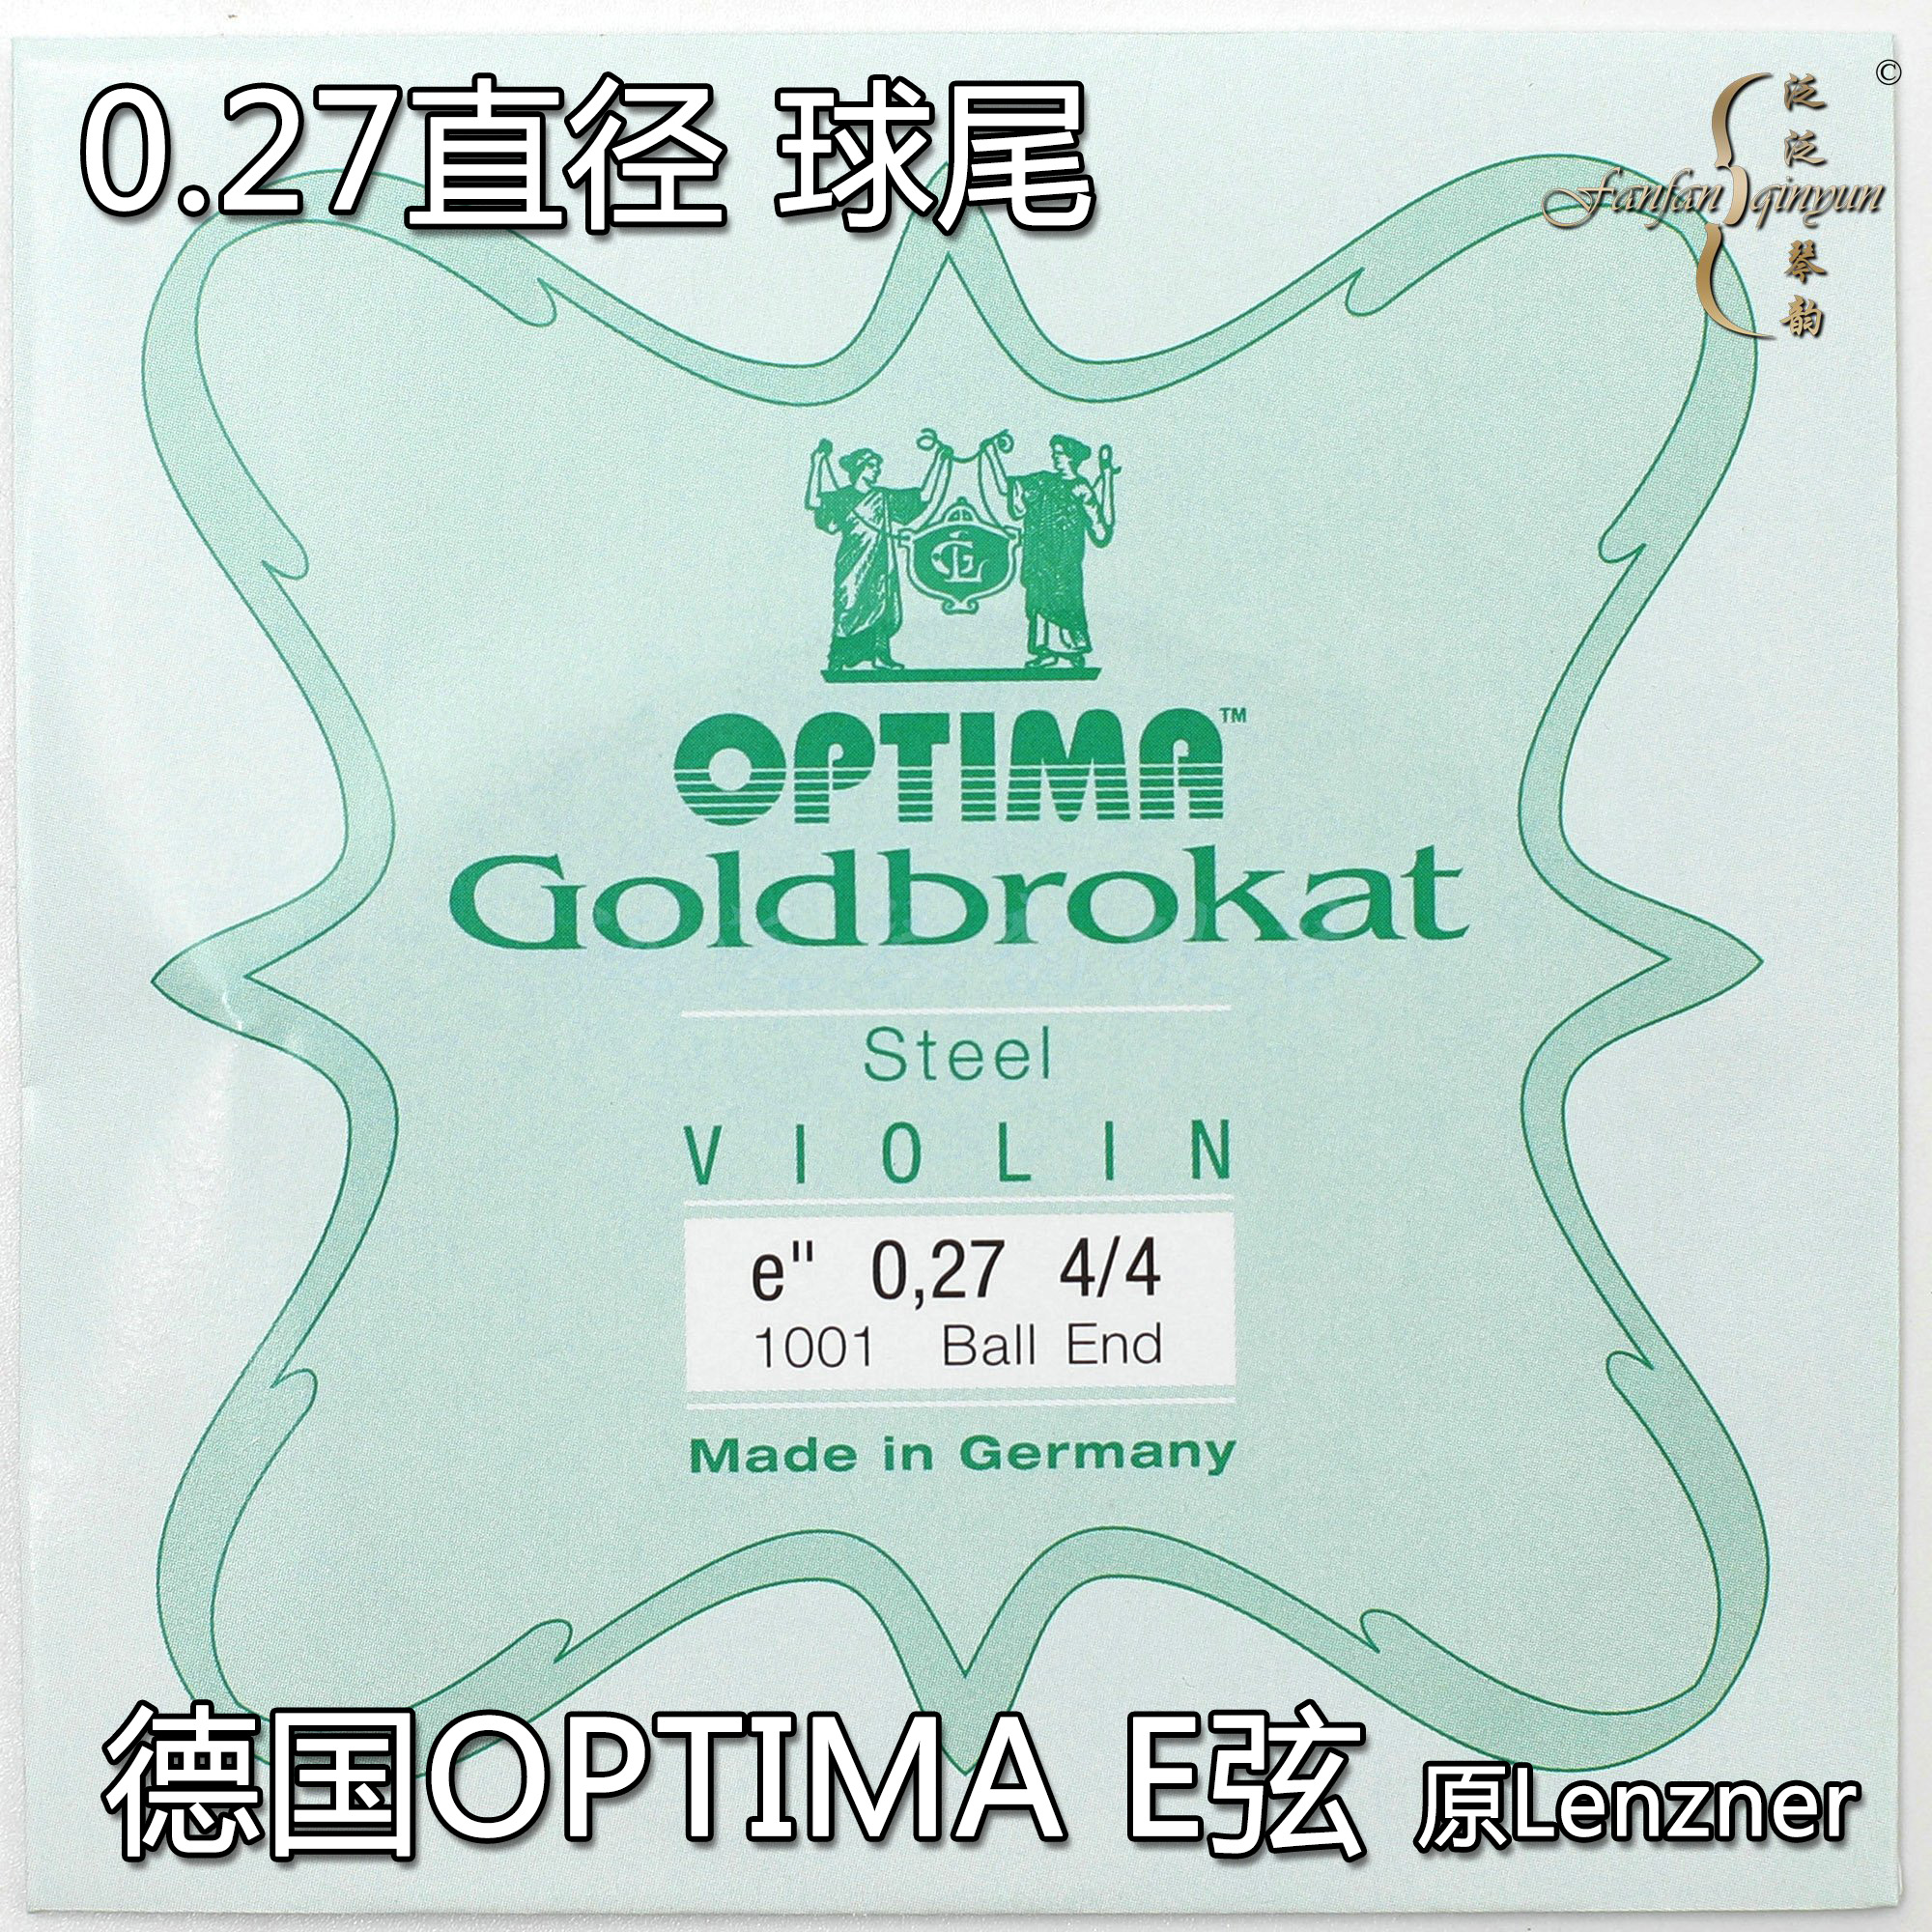 0.27直径 球尾
©
泛泛琴韵
Fanfan qinyun
GL
OPTIMA™
Goldbrokat
Steel
VIOLIN
e" 0,27 4/4
1001 Ball End
Made in Germany
德国OPTIMA E弦 原Lenzner